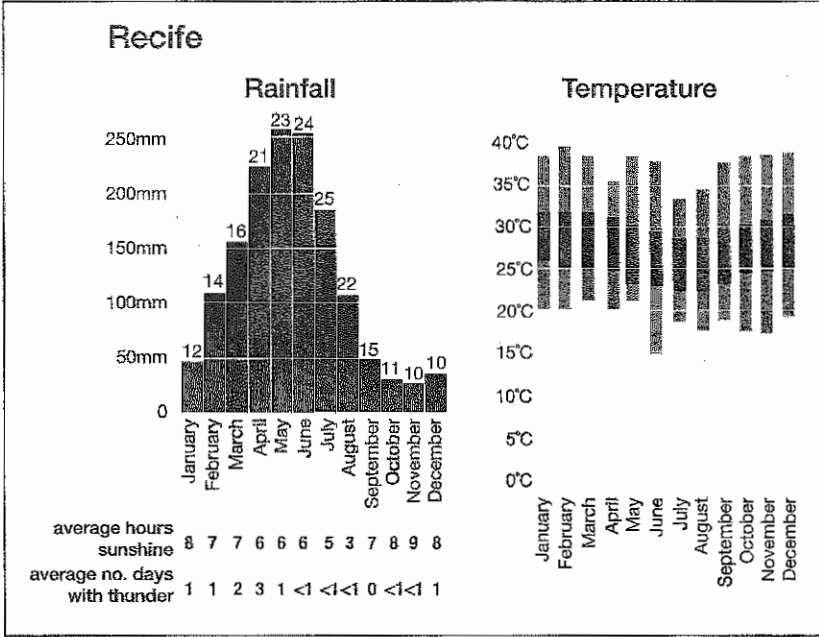 Recife
Rainfall
250mm
200mm
150mm
100mm
50mm
0
12 14 16 21 23 24 25 22 15 11 10 10
January February March April May June July August September October November December
average hours sunshine 8 7 7 6 6 6 5 3 7 8 9 8
average no. days with thunder 1 1 2 3 1 <1 <1 <1 0 <1 <1 1
Temperature
40°C
35°C
30°C
25°C
20°C
15°C
10°C
5°C
0°C
January February March April May June July August September October November December